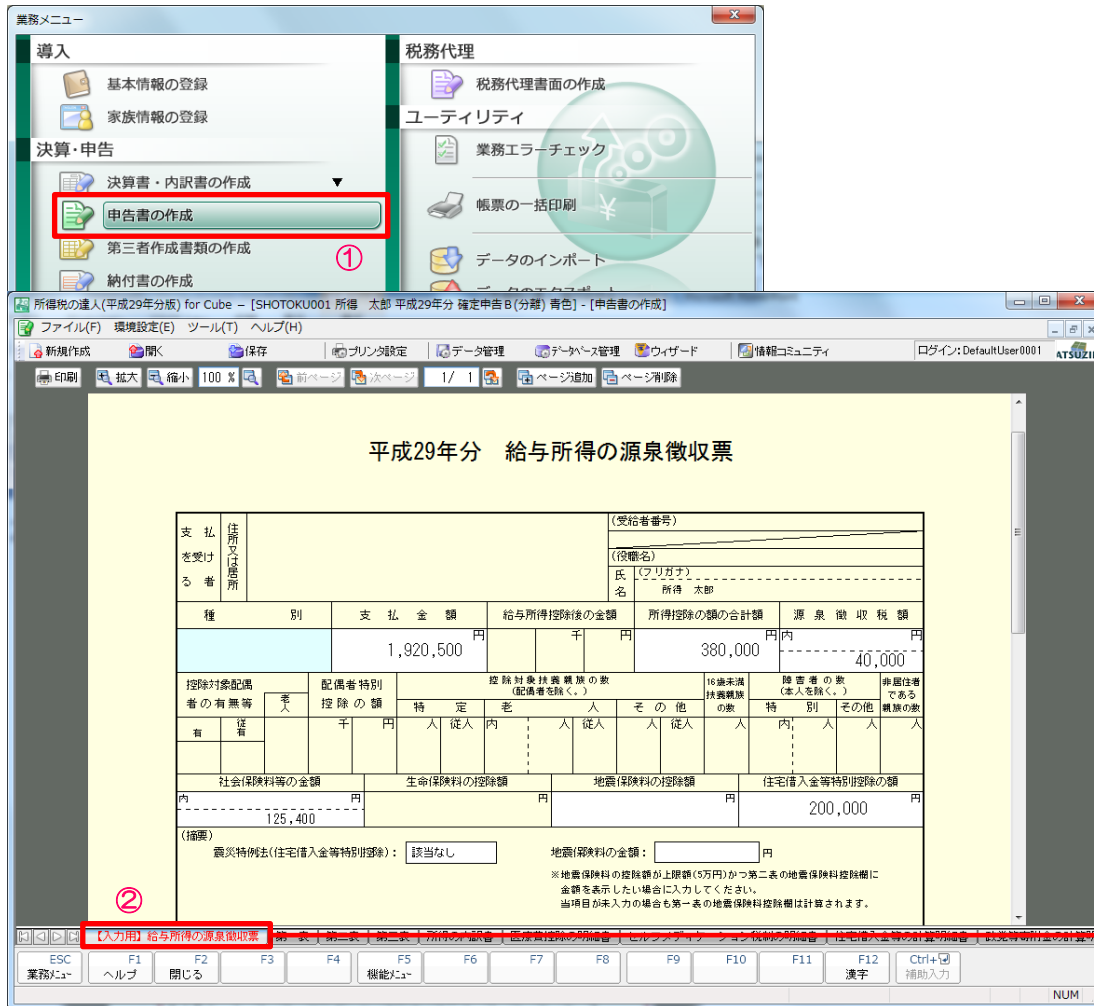 業務メニュー
導入
基本情報の登録
家族情報の登録
決算・申告
決算書・内訳書の作成 ▼
申告書の作成
第三者作成書類の作成
納付書の作成
①
税務代理
税務代理書面の作成
ユーティリティ
業務エラーチェック
帳票の一括印刷
データのインポート
所得税の達人(平成29年分版) for Cube – [SHOTOKU001 所得 太郎 平成29年分 確定申告B(分離) 青色] - [申告書の作成]
ファイル(F) 環境設定(E) ツール(T) ヘルプ(H)
新規作成 開く 保存 プリンタ設定 データ管理 データベース管理 ウィザード 情報コミュニティ ログイン: DefaultUser0001
印刷 拡大 縮小 100 % 前ページ 次ページ 1/ 1 ページ追加 ページ削除
平成29年分 給与所得の源泉徴収票
支払を受ける者 住所又は居所 (受給者番号)
(役職名)
氏名 (フリガナ)
所得 太郎
種 別 支 払 金 額 給与所得控除後の金額 所得控除の額の合計額 源 泉 徴 収 税 額
円 千 円 円 内 円
1,920,500 380,000 40,000
控除対象配偶者の有無等 老人 配偶者特別控除の額 控除対象扶養親族の数(配偶者を除く。) 16歳未満扶養親族の数 障害者の数(本人を除く。) 非居住者である親族の数
特 定 老 人 その他 特 別 その他
有 従有 千 円 人 従人 内 人 従人 人 従人 人 内 人 人 人
社会保険料等の金額 生命保険料の控除額 地震保険料の控除額 住宅借入金等特別控除の額
内 円 円 円 円
125,400 200,000
(摘要)
震災特例法(住宅借入金等特別控除): 該当なし 地震保険料の金額: 円
※地震保険料の控除額が上限額(5万円)かつ第二表の地震保険料控除欄に
金額を表示したい場合に入力してください。
当項目が未入力の場合も第一表の地震保険料控除欄は計算されます。
②
【入力用】給与所得の源泉徴収票 第一表 第二表 第三表 所得の内訳書 医療費控除の明細書 セルフメディケーション税制の明細書 住宅借入金等の計算明細書
ESC F1 F2 F3 F4 F5 F6 F7 F8 F9 F10 F11 F12 Ctrl+
業務メニュー ヘルプ 閉じる 機能メニュー 漢字 補助入力
NUM